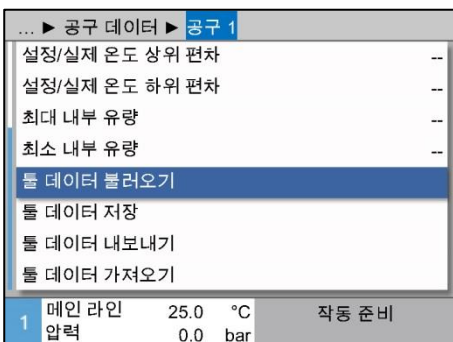 ... ► 공구 데이터 ► 공구 1
설정/실제 온도 상위 편차 --
설정/실제 온도 하위 편차 --
최대 내부 유량 --
최소 내부 유량 --
툴 데이터 불러오기
툴 데이터 저장
툴 데이터 내보내기
툴 데이터 가져오기
1 메인 라인 25.0 °C 작동 준비
압력 0.0 bar